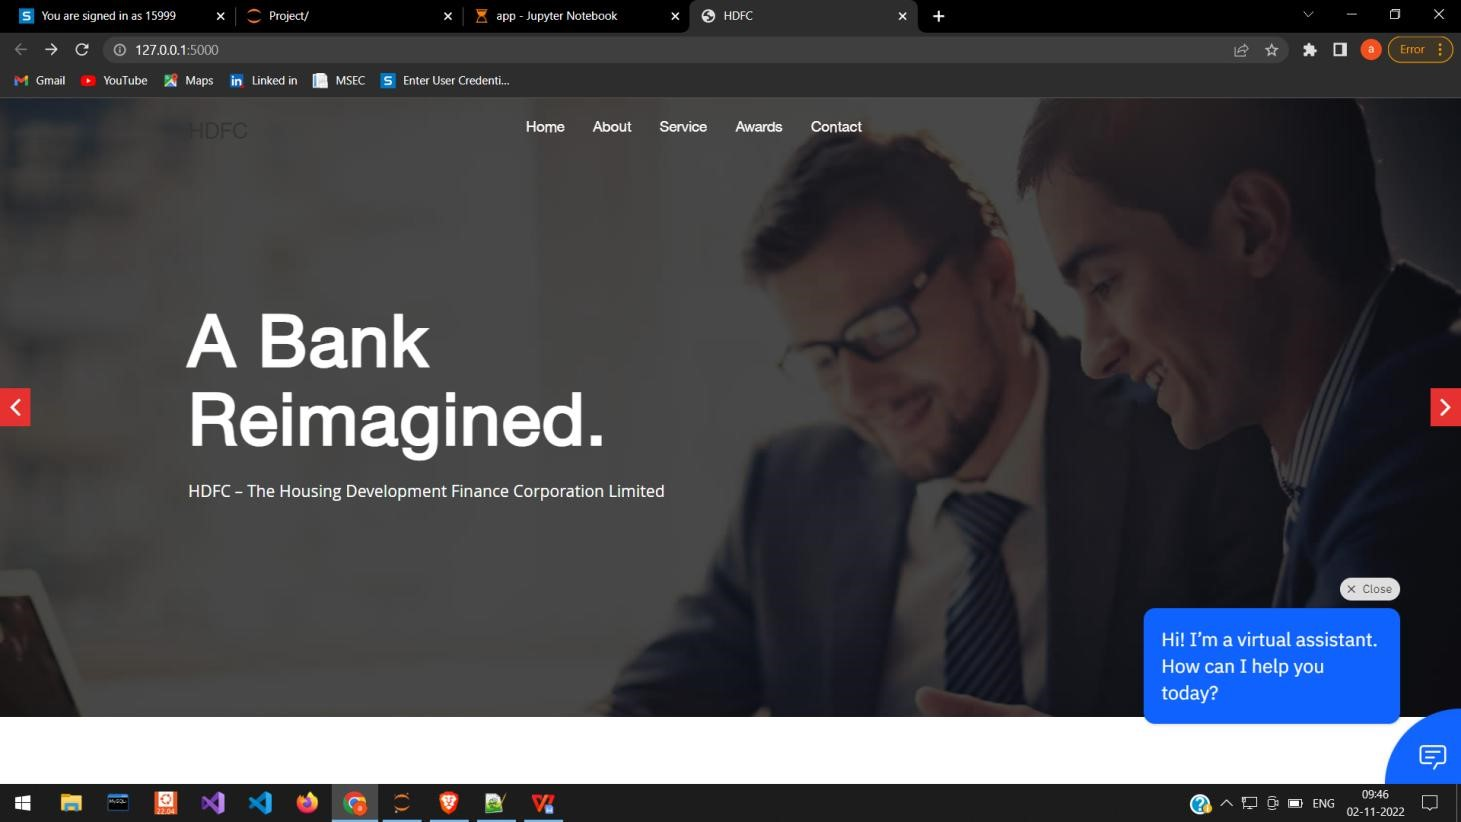 You are signed in as 15999
Project/
app - Jupyter Notebook
HDFC
127.0.0.1:5000
a
Error
Gmail
YouTube
Maps
Linked in
MSEC
Enter User Credenti...
HDFC
Home
About
Service
Awards
Contact
A Bank
Reimagined.
HDFC – The Housing Development Finance Corporation Limited
Close
Hi! I’m a virtual assistant.
How can I help you
today?
22.04
ENG
09:46
02-11-2022